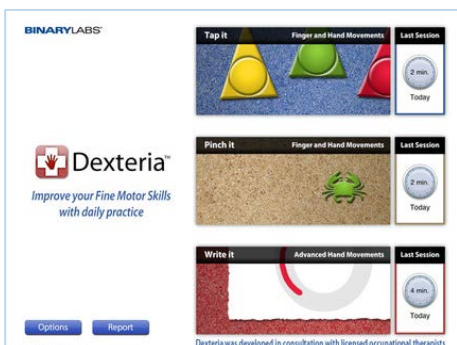 BINARYLABS
Dexteria™
Improve your Fine Motor Skills
with daily practice
Options
Report
Tap it
Finger and Hand Movements
Last Session
2 min.
Today
Pinch it
Finger and Hand Movements
Last Session
2 min.
Today
Write it
Advanced Hand Movements
Last Session
4 min.
Today
Dexteria was developed in consultation with licensed occupational therapists